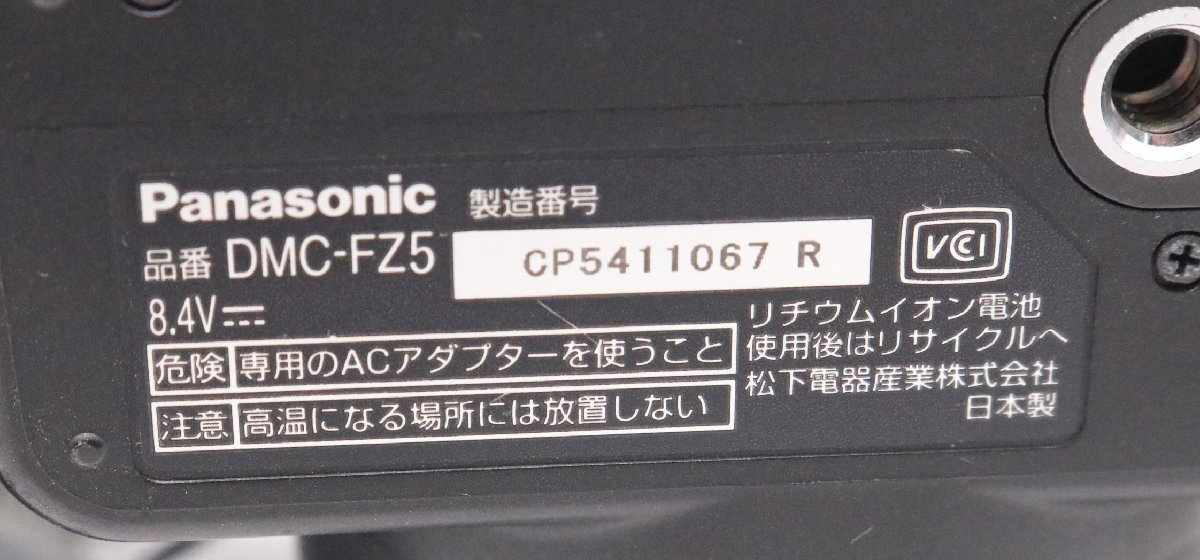 Panasonic 製造番号
品番 DMC-FZ5 CP5411067 R
8.4V⎓
VCCI
危険 専用のACアダプターを使うこと
注意 高温になる場所には放置しない
リチウムイオン電池
使用後はリサイクルへ
松下電器産業株式会社
日本製